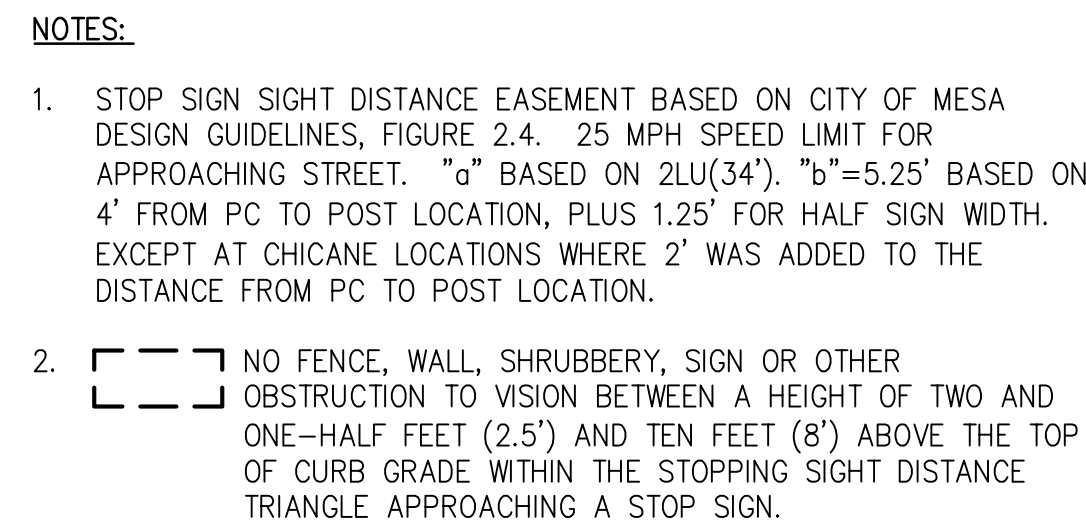 NOTES:
1. STOP SIGN SIGHT DISTANCE EASEMENT BASED ON CITY OF MESA
DESIGN GUIDELINES, FIGURE 2.4. 25 MPH SPEED LIMIT FOR
APPROACHING STREET. "a" BASED ON 2LU(34'). "b"=5.25' BASED ON
4' FROM PC TO POST LOCATION, PLUS 1.25' FOR HALF SIGN WIDTH.
EXCEPT AT CHICANE LOCATIONS WHERE 2' WAS ADDED TO THE
DISTANCE FROM PC TO POST LOCATION.
2. NO FENCE, WALL, SHRUBBERY, SIGN OR OTHER
OBSTRUCTION TO VISION BETWEEN A HEIGHT OF TWO AND
ONE-HALF FEET (2.5') AND TEN FEET (8') ABOVE THE TOP
OF CURB GRADE WITHIN THE STOPPING SIGHT DISTANCE
TRIANGLE APPROACHING A STOP SIGN.